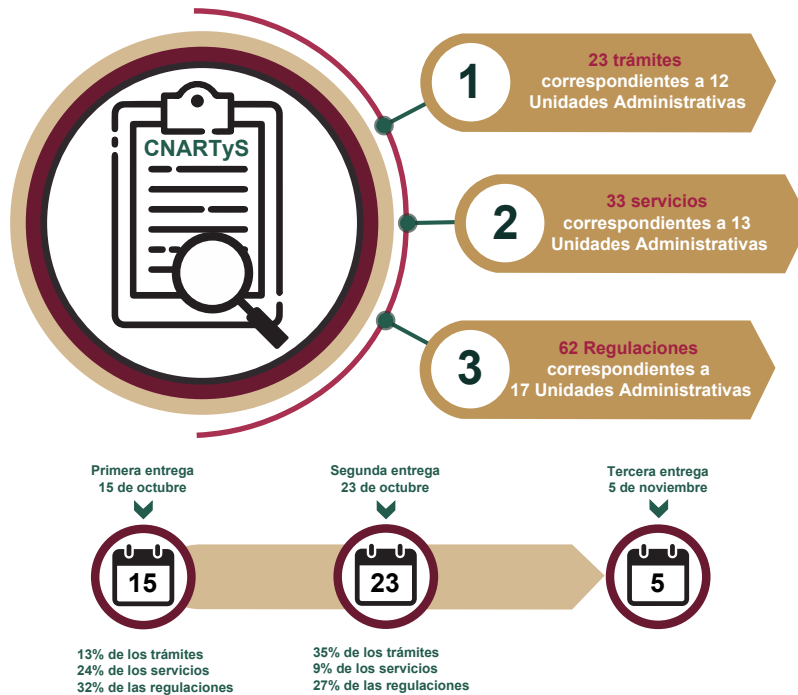 CNARTyS
1
23 trámites
correspondientes a 12
Unidades Administrativas
2
33 servicios
correspondientes a 13
Unidades Administrativas
3
62 Regulaciones
correspondientes a
17 Unidades Administrativas
Primera entrega
15 de octubre
15
13% de los trámites
24% de los servicios
32% de las regulaciones
Segunda entrega
23 de octubre
23
35% de los trámites
9% de los servicios
27% de las regulaciones
Tercera entrega
5 de noviembre
5